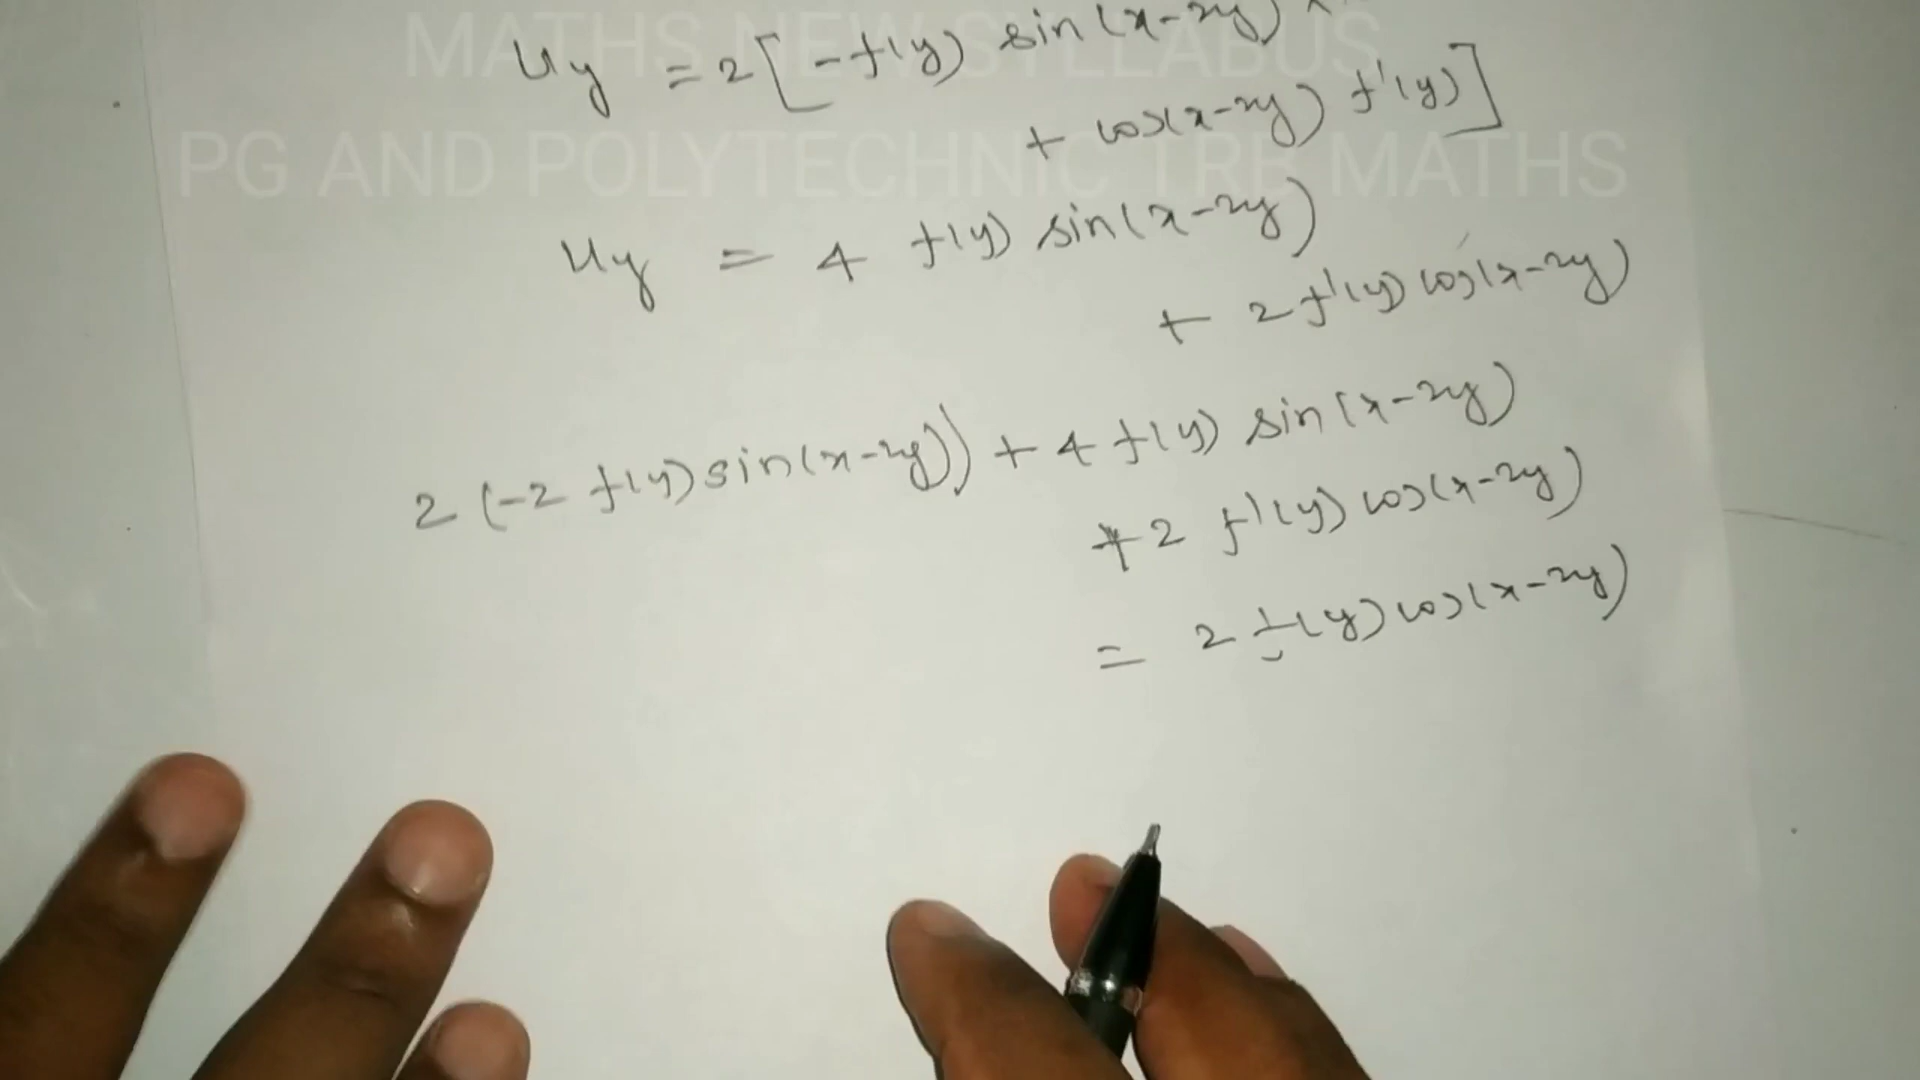 MATHS NEW SYLLABUS
PG AND POLYTECHNIC TRB MATHS
uy = 2[-f(y) sin(x-2y)
+ cos(x-2y) f'(y)]
uy = 4 f(y) sin(x-2y)
+ 2 f'(y) cos(x-2y)
2(-2 f(y) sin(x-2y)) + 4 f(y) sin(x-2y)
+2 f'(y) cos(x-2y)
= 2 f(y) cos(x-2y)